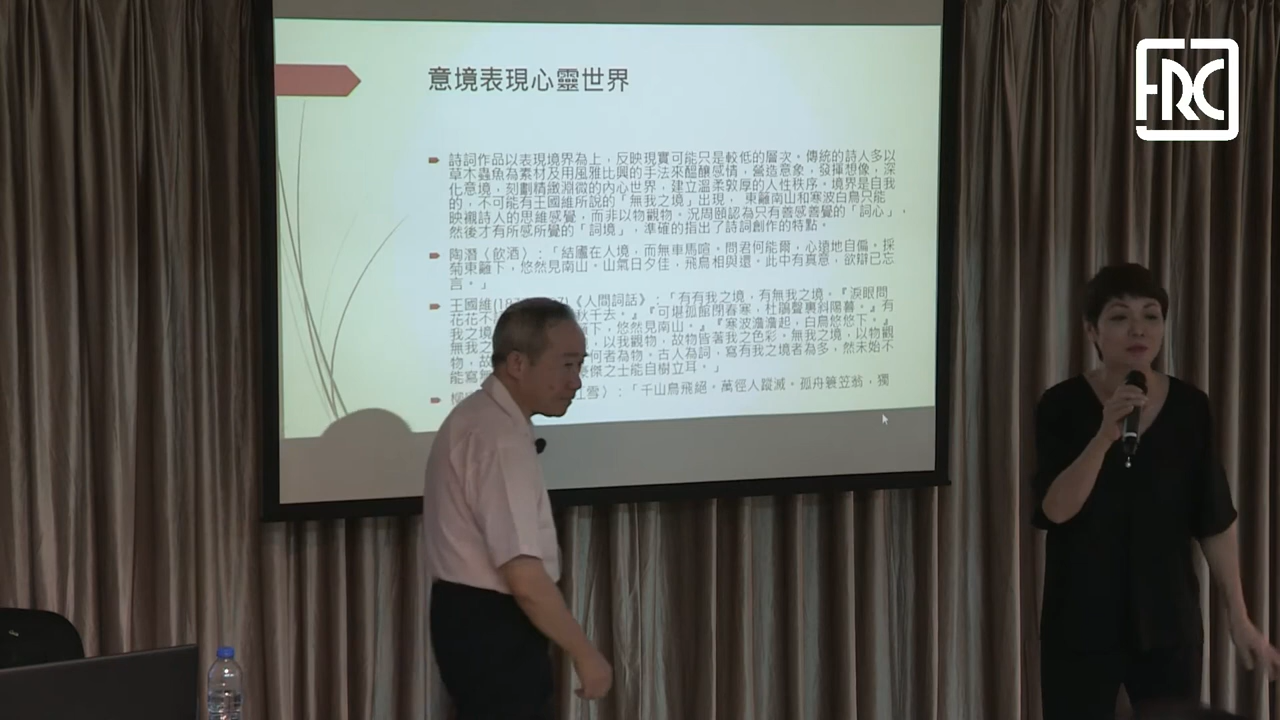 FRC
意境表現心靈世界
詩詞作品以表現境界為上，反映現實可能只是較低的層次。傳統的詩人多以
草木蟲魚為素材及用風雅比興的手法來醞釀感情，營造意象，發揮想像，深
化意境，刻劃精緻淵微的內心世界，建立溫柔敦厚的人性秩序。境界是自我
的，不可能有王國維所說的「無我之境」出現， 東籬南山和寒波白鳥只能
映襯詩人的思維感覺，而非以物觀物。況周頤認為只有善感善覺的「詞心」，
然後才有所感所覺的「詞境」，準確的指出了詩詞創作的特點。
陶潛〈飲酒〉：「結廬在人境，而無車馬喧。問君何能爾，心遠地自偏。採
菊東籬下，悠然見南山。山氣日夕佳，飛鳥相與還。此中有真意，欲辯已忘
言。」
王國維(18 《人間詞話》：「有有我之境，有無我之境。『淚眼問
花花不 秋千去。』『可堪孤館閉春寒，杜鵑聲裏斜陽暮。』有
我之境 下，悠然見南山。』『寒波澹澹起，白鳥悠悠下。』
無我之 ，以我觀物，故物皆著我之色彩。無我之境，以物觀
物，故 何者為物。古人為詞，寫有我之境者為多，然未始不
能寫無 豪傑之士能自樹立耳。」
江雪〉：「千山鳥飛絕。萬徑人蹤滅。孤舟簑笠翁，獨